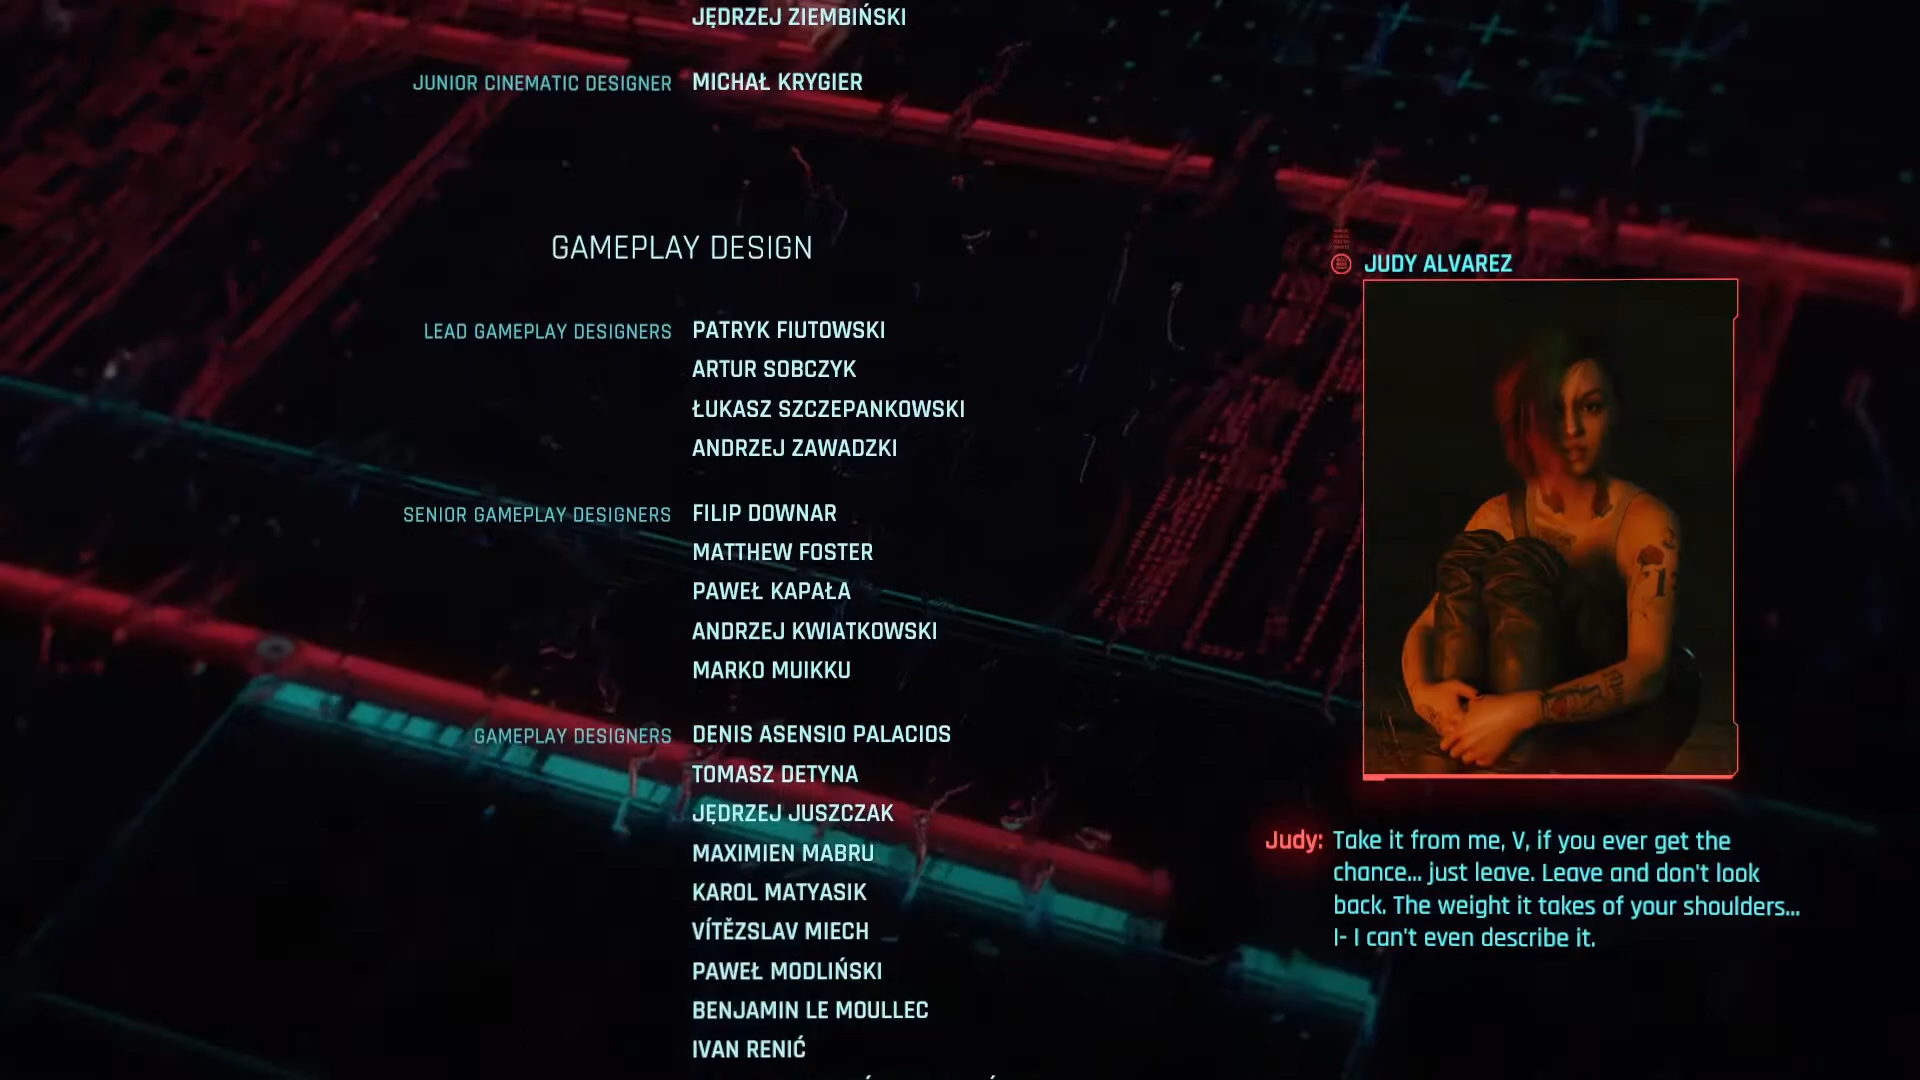 JĘDRZEJ ZIEMBIŃSKI
JUNIOR CINEMATIC DESIGNER MICHAŁ KRYGIER
GAMEPLAY DESIGN
LEAD GAMEPLAY DESIGNERS PATRYK FIUTOWSKI
ARTUR SOBCZYK
ŁUKASZ SZCZEPANKOWSKI
ANDRZEJ ZAWADZKI
SENIOR GAMEPLAY DESIGNERS FILIP DOWNAR
MATTHEW FOSTER
PAWEŁ KAPAŁA
ANDRZEJ KWIATKOWSKI
MARKO MUIKKU
GAMEPLAY DESIGNERS DENIS ASENSIO PALACIOS
TOMASZ DETYNA
JĘDRZEJ JUSZCZAK
MAXIMIEN MABRU
KAROL MATYASIK
VÍTĚZSLAV MIECH
PAWEŁ MODLIŃSKI
BENJAMIN LE MOULLEC
IVAN RENIĆ
JUDY ALVAREZ
Judy: Take it from me, V, if you ever get the
chance... just leave. Leave and don't look
back. The weight it takes of your shoulders...
I- I can't even describe it.